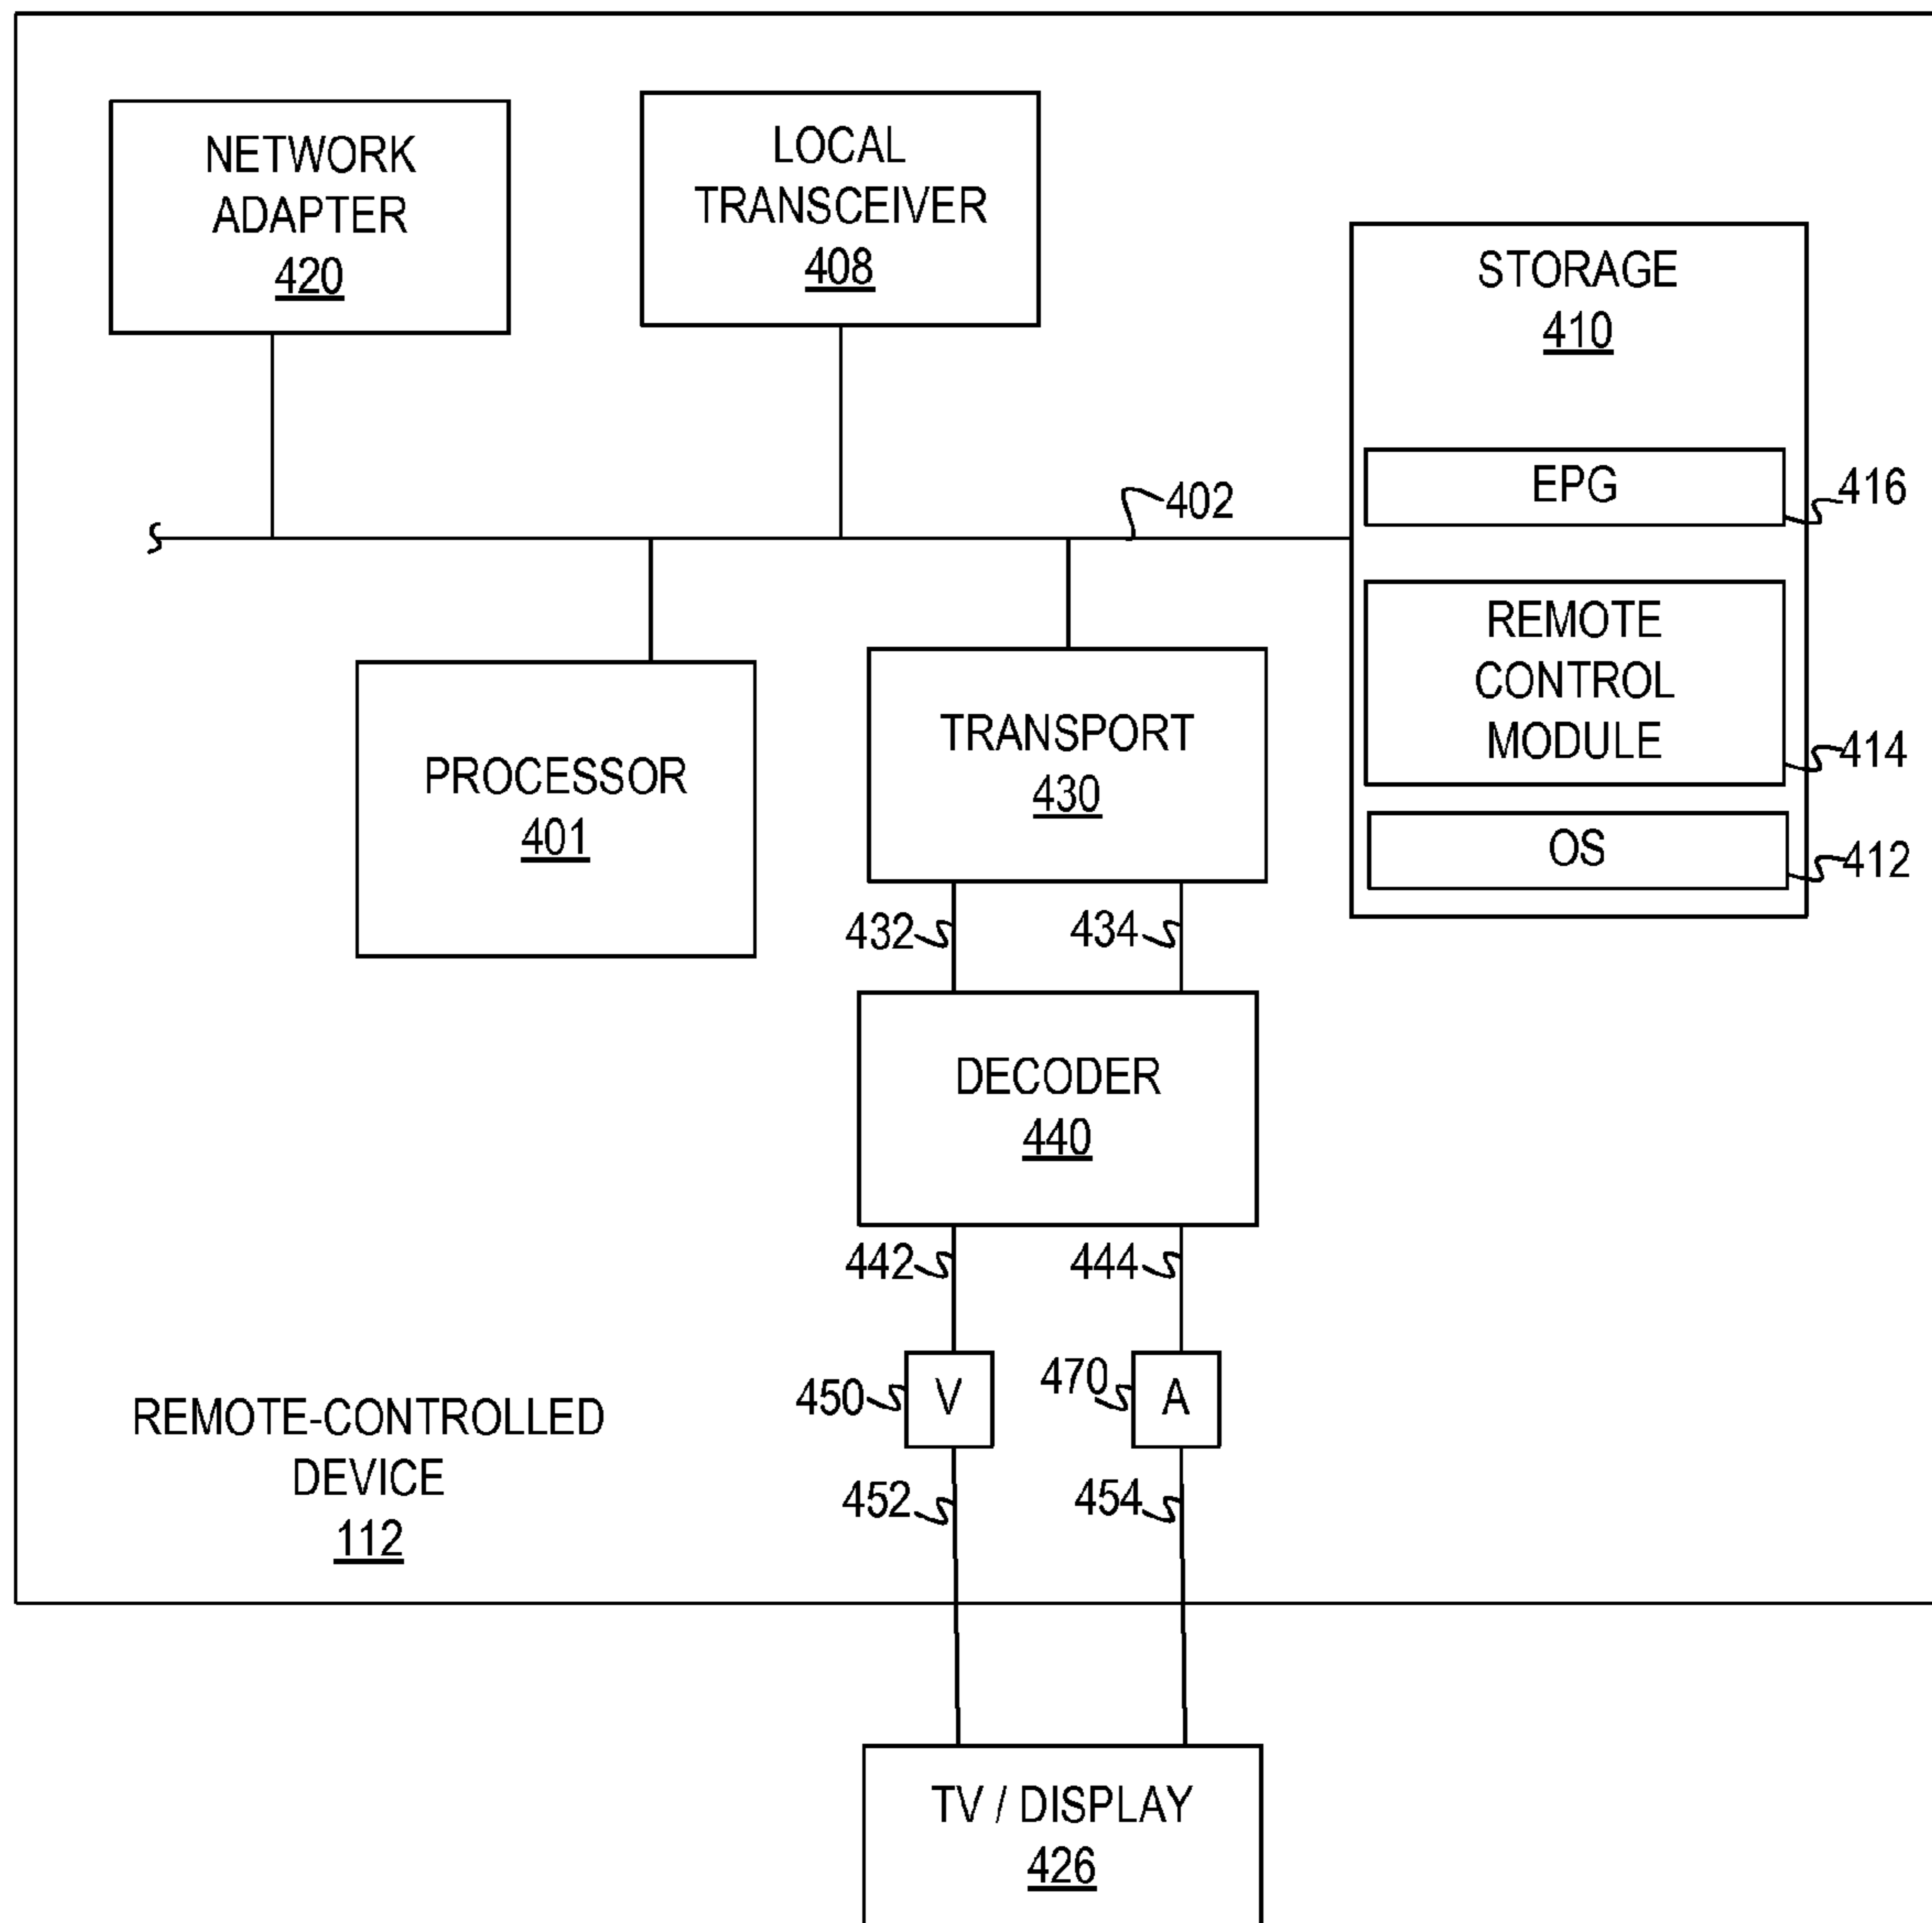 NETWORK
ADAPTER
420
LOCAL
TRANSCEIVER
408
STORAGE
410
EPG
416
402
REMOTE
CONTROL
MODULE
414
OS
412
PROCESSOR
401
TRANSPORT
430
432
434
DECODER
440
442
444
450
V
470
A
452
454
REMOTE-CONTROLLED
DEVICE
112
TV / DISPLAY
426